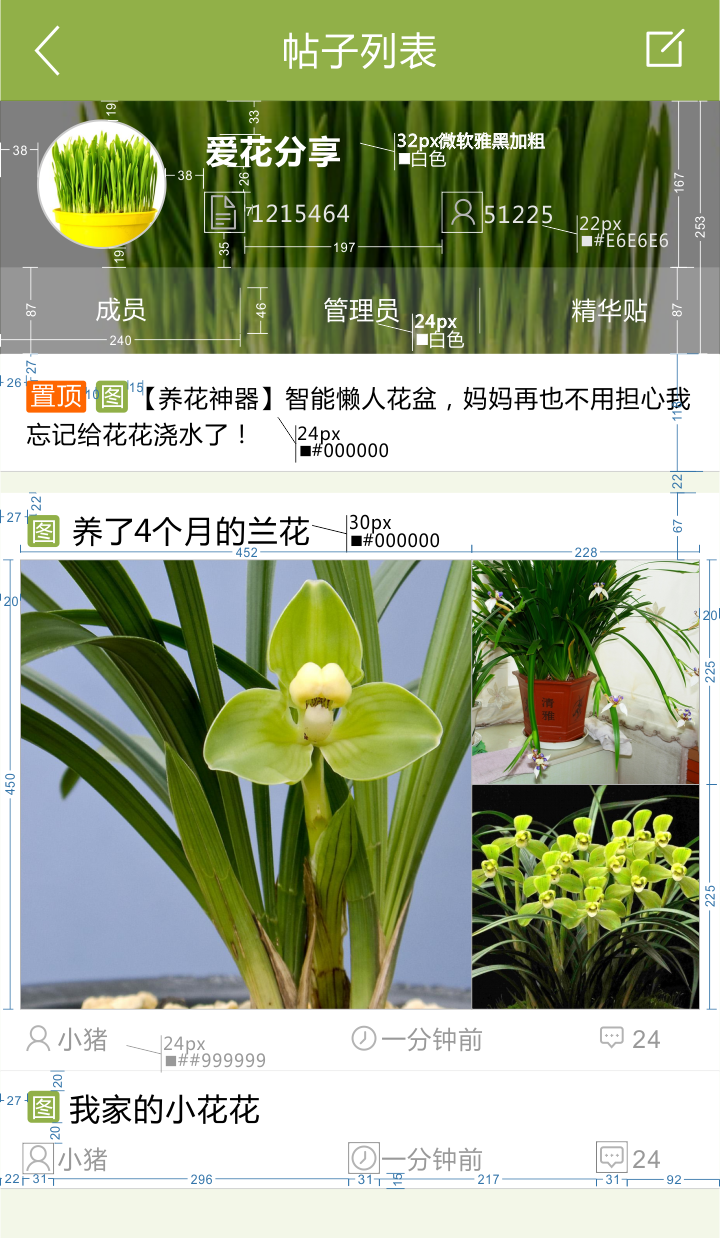 帖子列表
19
33
38
爱花分享
32px微软雅黑加粗
■白色
38
26
167
7
1215464
51225
22px
■#E6E6E6
253
19
35
197
87
成员
46
管理员
精华贴
87
240
24px
■白色
27
26
置顶
10
图
15
【养花神器】智能懒人花盆，妈妈再也不用担心我
忘记给花花浇水了！
24px
■#000000
118
22
22
27
图
养了4个月的兰花
30px
■#000000
67
452
228
20
20
225
清
雅
450
225
小猪
24px
■##999999
一分钟前
24
20
27
图
我家的小花花
20
小猪
一分钟前
24
22
31
296
31
15
217
31
92